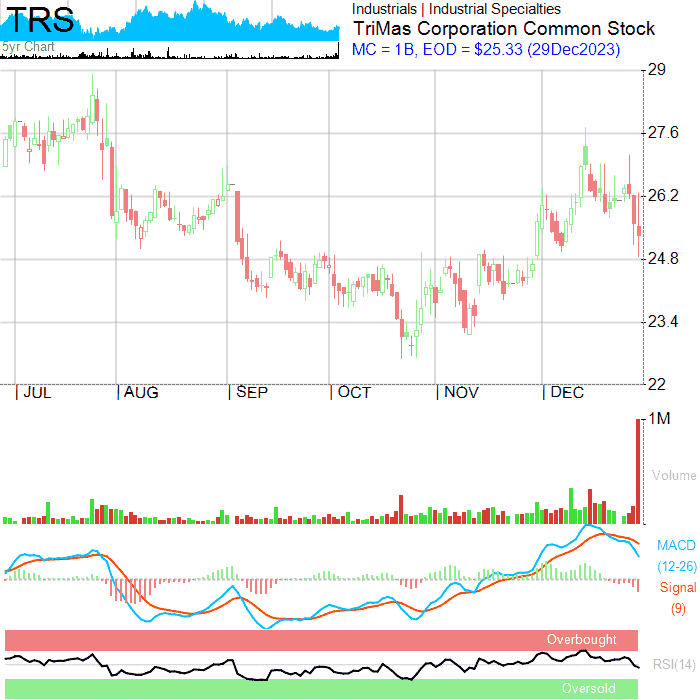 TRS
5yr Chart
Industrials | Industrial Specialties
TriMas Corporation Common Stock
MC = 1B, EOD = $25.33 (29Dec2023)
29
27.6
26.2
24.8
23.4
22
JUL AUG SEP OCT NOV DEC
1M
Volume
MACD
(12-26)
Signal
(9)
Overbought
RSI(14)
Oversold